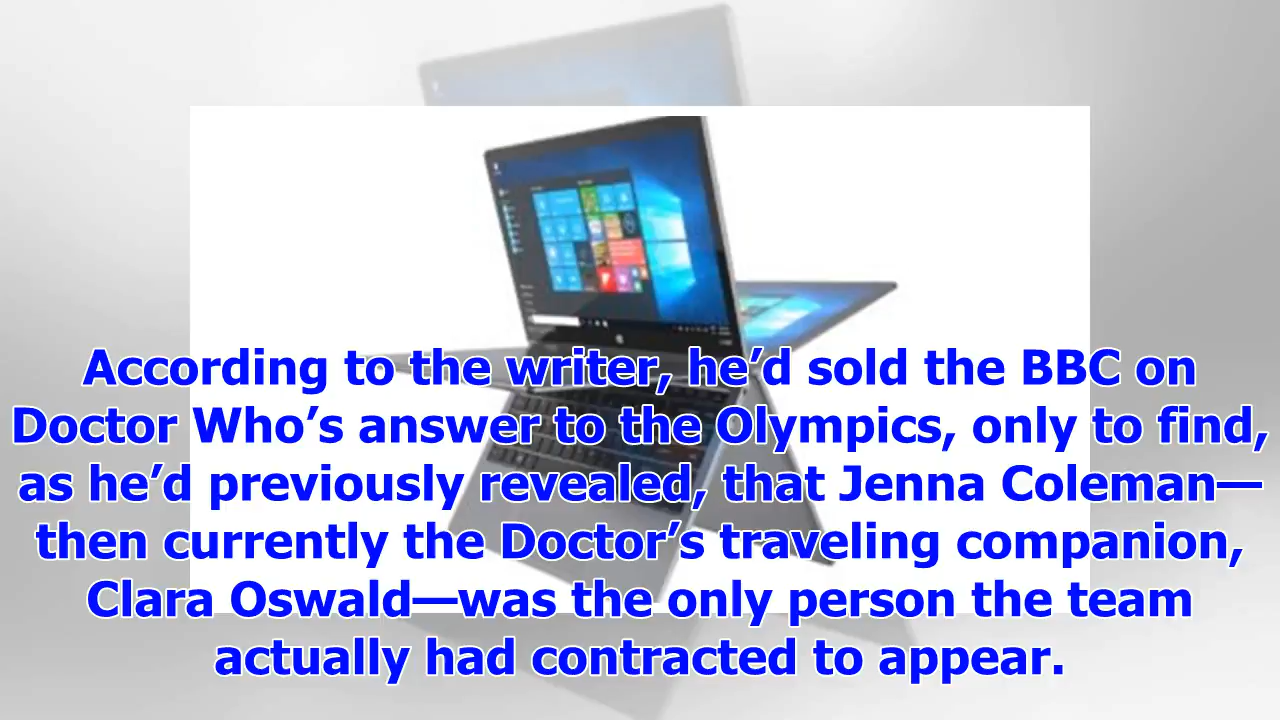 According to the writer, he’d sold the BBC on
Doctor Who’s answer to the Olympics, only to find,
as he’d previously revealed, that Jenna Coleman—
then currently the Doctor’s traveling companion,
Clara Oswald—was the only person the team
actually had contracted to appear.